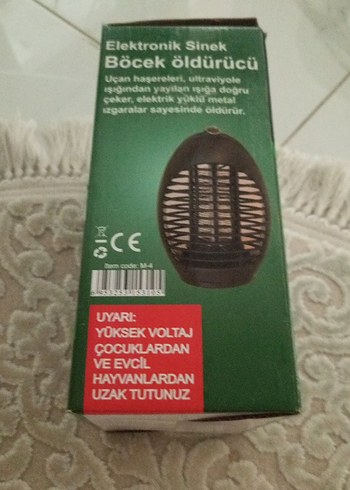 Elektronik Sinek
Böcek öldürücü
Uçan haşereleri, ultraviyole
ışığından yayılan ışığa doğru
çeker, elektrik yüklü metal
ızgaralar sayesinde öldürür.
CE
Item code: M-4
UYARI:
YÜKSEK VOLTAJ
ÇOCUKLARDAN
VE EVCİL
HAYVANLARDAN
UZAK TUTUNUZ